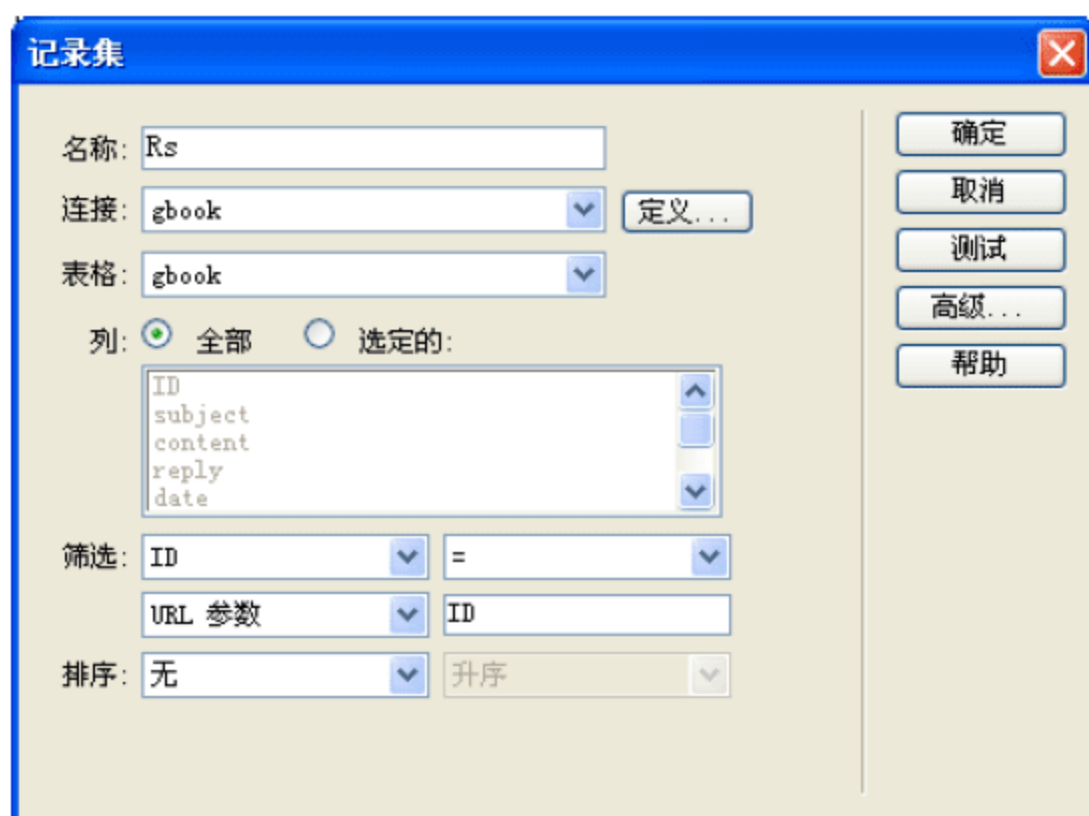 记录集
名称: Rs
连接: gbook 定义...
表格: gbook
列: 全部 选定的:
ID
subject
content
reply
date
筛选: ID =
URL 参数 ID
排序: 无 升序
确定
取消
测试
高级...
帮助